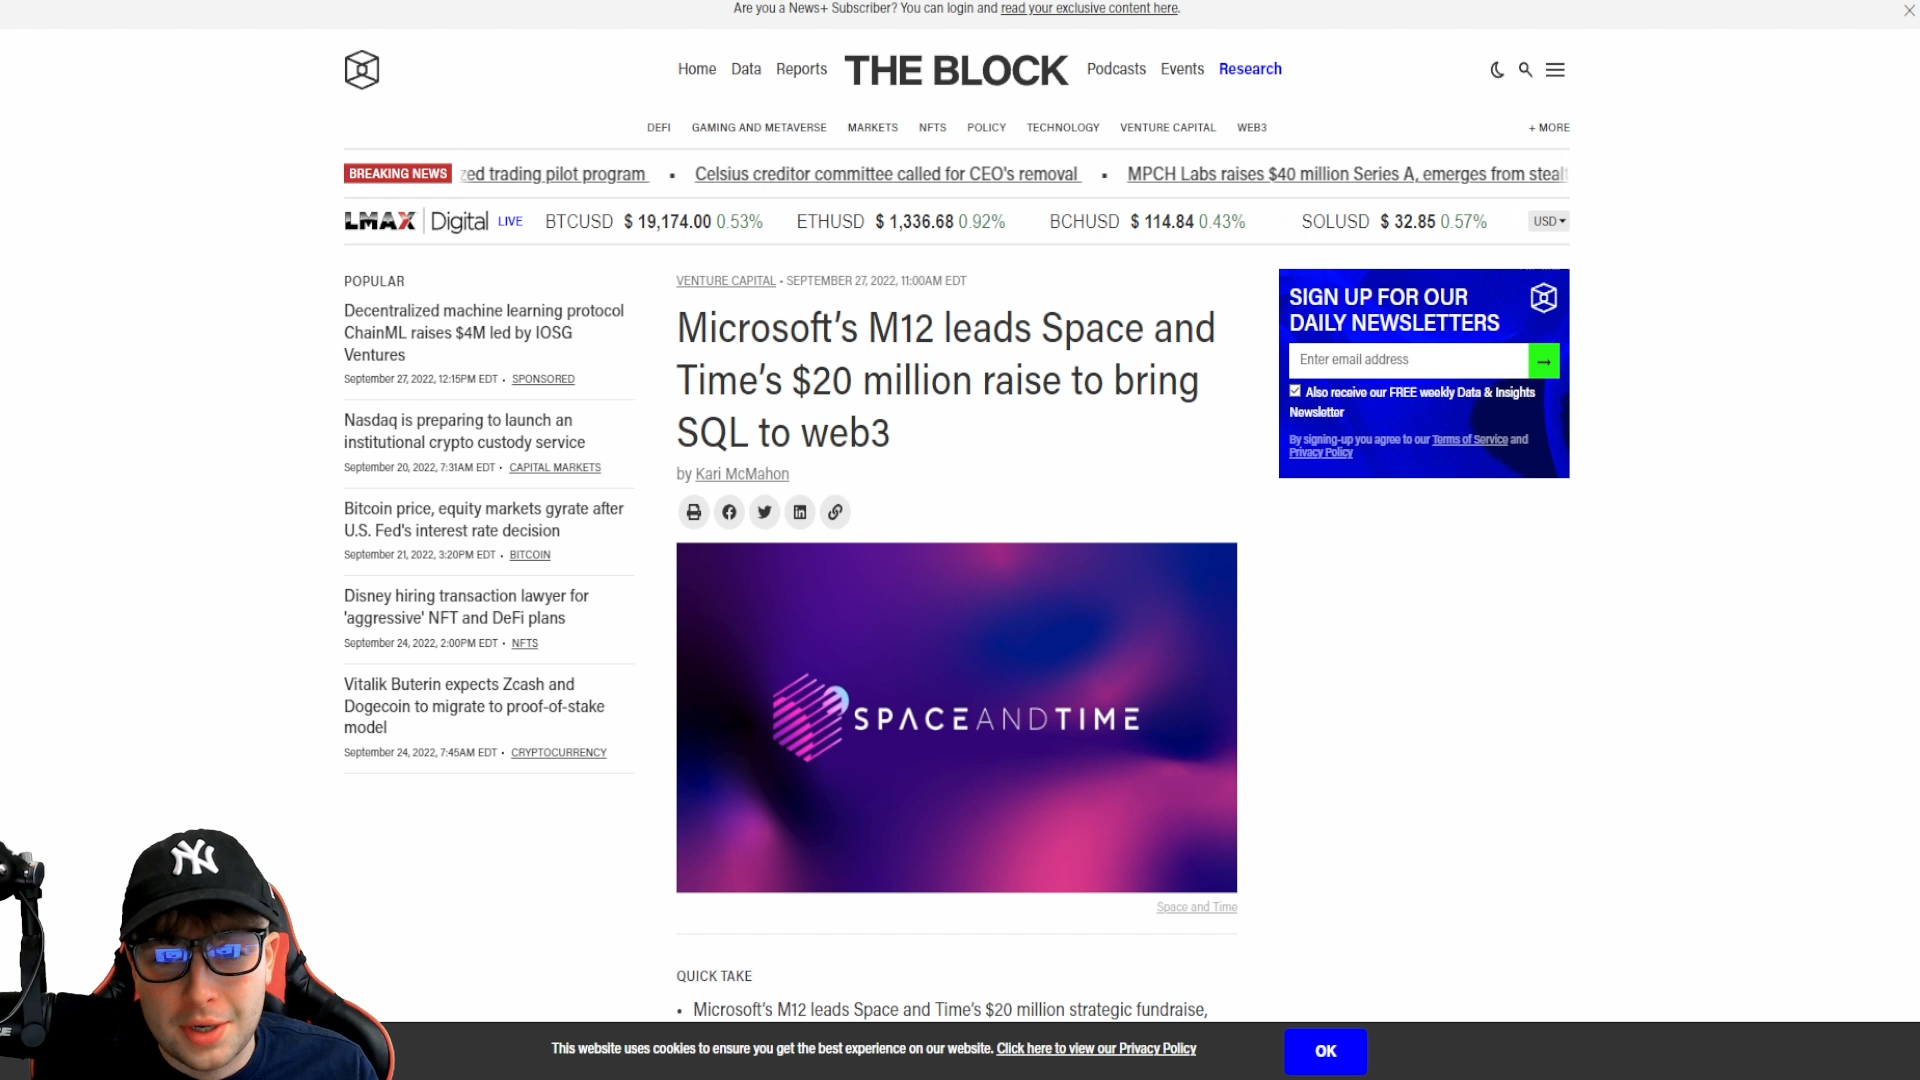 Are you a News+ Subscriber? You can login and read your exclusive content here.
Home Data Reports THE BLOCK Podcasts Events Research
DEFI GAMING AND METAVERSE MARKETS NFTS POLICY TECHNOLOGY VENTURE CAPITAL WEB3 + MORE
BREAKING NEWS zed trading pilot program ▪ Celsius creditor committee called for CEO's removal ▪ MPCH Labs raises $40 million Series A, emerges from stealt
LMAX Digital LIVE BTCUSD $ 19,174.00 0.53% ETHUSD $ 1,336.68 0.92% BCHUSD $ 114.84 0.43% SOLUSD $ 32.85 0.57% USD
POPULAR
Decentralized machine learning protocol
ChainML raises $4M led by IOSG
Ventures
September 27, 2022, 12:15PM EDT • SPONSORED
Nasdaq is preparing to launch an
institutional crypto custody service
September 20, 2022, 7:31AM EDT • CAPITAL MARKETS
Bitcoin price, equity markets gyrate after
U.S. Fed's interest rate decision
September 21, 2022, 3:20PM EDT • BITCOIN
Disney hiring transaction lawyer for
'aggressive' NFT and DeFi plans
September 24, 2022, 2:00PM EDT • NFTS
Vitalik Buterin expects Zcash and
Dogecoin to migrate to proof-of-stake
model
September 24, 2022, 7:45AM EDT • CRYPTOCURRENCY
VENTURE CAPITAL • SEPTEMBER 27, 2022, 11:00AM EDT
Microsoft's M12 leads Space and
Time's $20 million raise to bring
SQL to web3
by Kari McMahon
SPACEANDTIME
Space and Time
QUICK TAKE
• Microsoft's M12 leads Space and Time's $20 million strategic fundraise,
SIGN UP FOR OUR
DAILY NEWSLETTERS
Enter email address →
Also receive our FREE weekly Data & Insights
Newsletter
By signing-up you agree to our Terms of Service and
Privacy Policy
NY
This website uses cookies to ensure you get the best experience on our website. Click here to view our Privacy Policy
OK